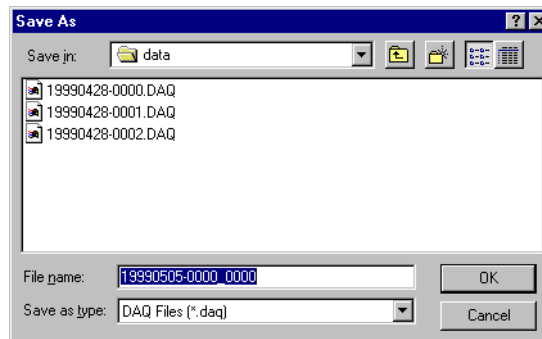 Save As
Save in: data
19990428-0000.DAQ
19990428-0001.DAQ
19990428-0002.DAQ
File name: 19990505-0000_0000 OK
Save as type: DAQ Files (*.daq) Cancel